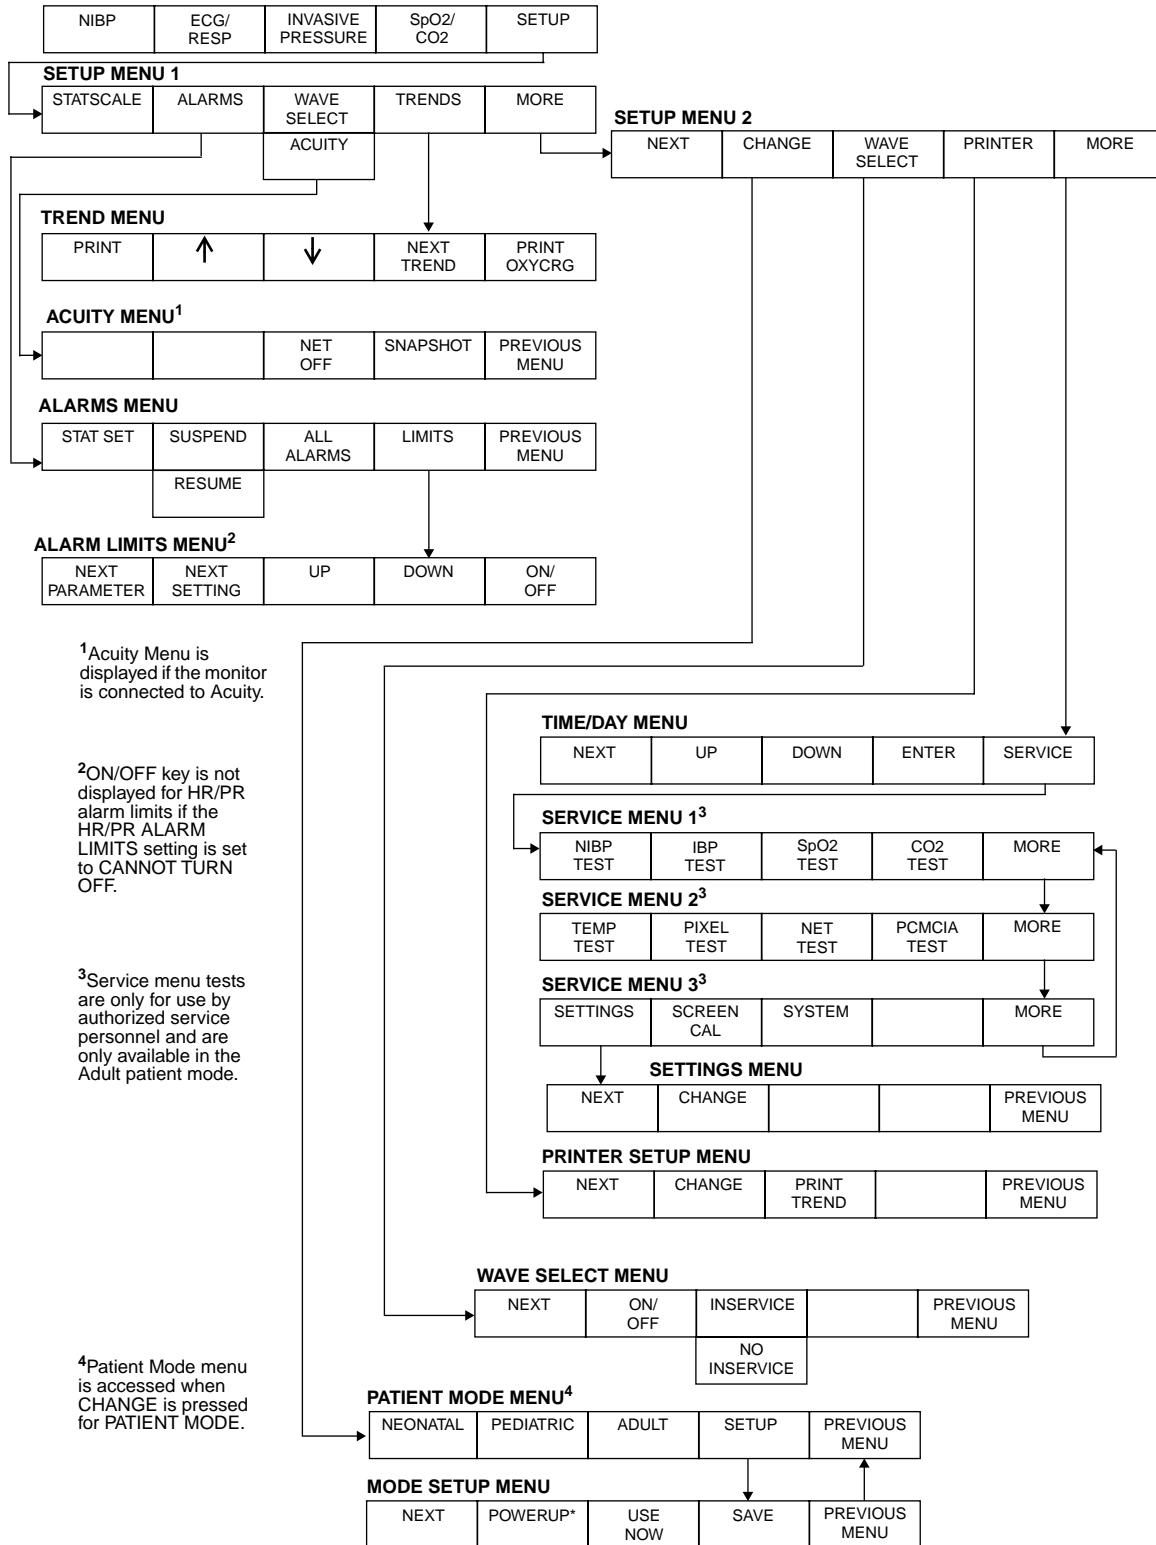 NIBP
ECG/
RESP
INVASIVE
PRESSURE
SpO2/
CO2
SETUP
SETUP MENU 1
STATSCALE
ALARMS
WAVE
SELECT
TRENDS
MORE
ACUITY
SETUP MENU 2
NEXT
CHANGE
WAVE
SELECT
PRINTER
MORE
TREND MENU
PRINT
↑
↓
NEXT
TREND
PRINT
OXYCRG
ACUITY MENU1
NET
OFF
SNAPSHOT
PREVIOUS
MENU
ALARMS MENU
STAT SET
SUSPEND
ALL
ALARMS
LIMITS
PREVIOUS
MENU
RESUME
ALARM LIMITS MENU2
NEXT
PARAMETER
NEXT
SETTING
UP
DOWN
ON/
OFF
1Acuity Menu is
displayed if the monitor
is connected to Acuity.
2ON/OFF key is not
displayed for HR/PR
alarm limits if the
HR/PR ALARM
LIMITS setting is set
to CANNOT TURN
OFF.
3Service menu tests
are only for use by
authorized service
personnel and are
only available in the
Adult patient mode.
4Patient Mode menu
is accessed when
CHANGE is pressed
for PATIENT MODE.
TIME/DAY MENU
NEXT
UP
DOWN
ENTER
SERVICE
SERVICE MENU 13
NIBP
TEST
IBP
TEST
SpO2
TEST
CO2
TEST
MORE
SERVICE MENU 23
TEMP
TEST
PIXEL
TEST
NET
TEST
PCMCIA
TEST
MORE
SERVICE MENU 33
SETTINGS
SCREEN
CAL
SYSTEM
MORE
SETTINGS MENU
NEXT
CHANGE
PREVIOUS
MENU
PRINTER SETUP MENU
NEXT
CHANGE
PRINT
TREND
PREVIOUS
MENU
WAVE SELECT MENU
NEXT
ON/
OFF
INSERVICE
PREVIOUS
MENU
NO
INSERVICE
PATIENT MODE MENU4
NEONATAL
PEDIATRIC
ADULT
SETUP
PREVIOUS
MENU
MODE SETUP MENU
NEXT
POWERUP*
USE
NOW
SAVE
PREVIOUS
MENU